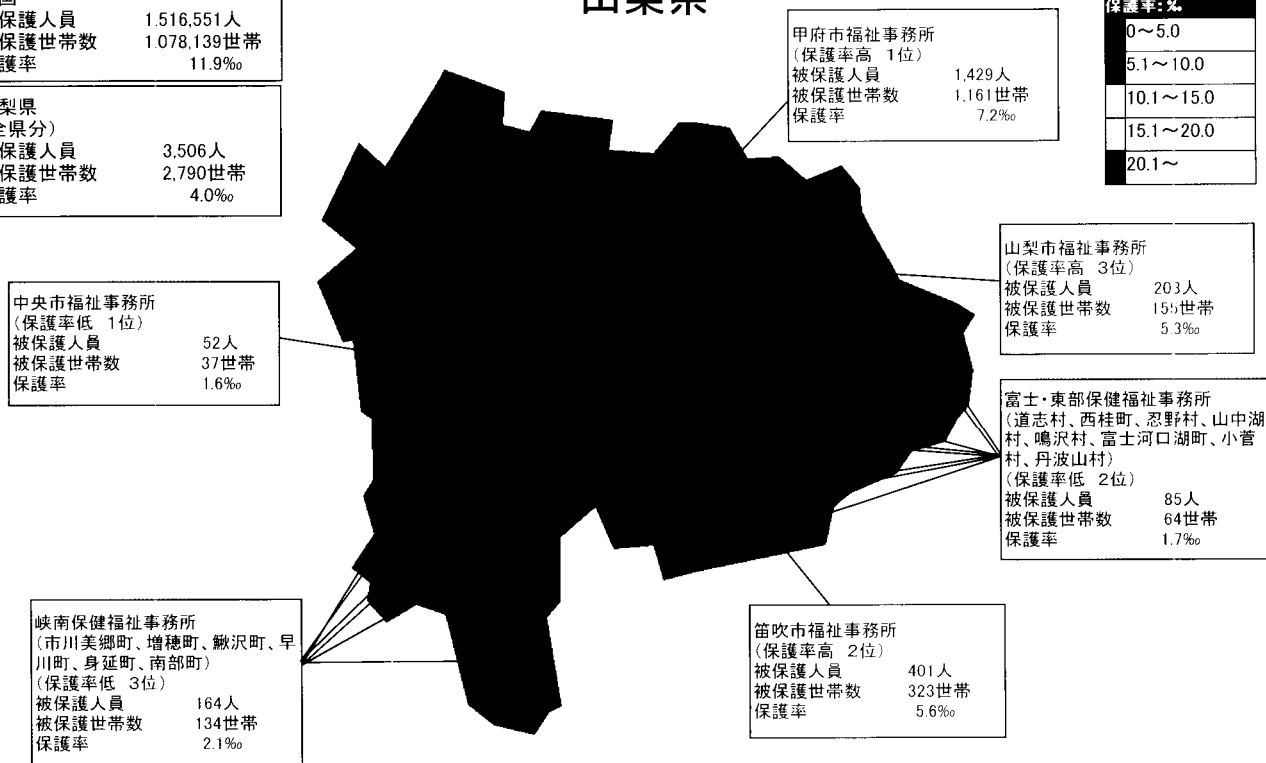 保護人員 1.516,551人
保護世帯数 1.078,139世帯
護率 11.9‰
梨県
全県分)
保護人員 3,506人
保護世帯数 2,790世帯
護率 4.0‰
山梨県
甲府市福祉事務所
(保護率高 1位)
被保護人員 1,429人
被保護世帯数 1,161世帯
保護率 7.2‰
保護率:‰
0～5.0
5.1～10.0
10.1～15.0
15.1～20.0
20.1～
山梨市福祉事務所
(保護率高 3位)
被保護人員 203人
被保護世帯数 155世帯
保護率 5.3‰
中央市福祉事務所
(保護率低 1位)
被保護人員 52人
被保護世帯数 37世帯
保護率 1.6‰
富士・東部保健福祉事務所
(道志村、西桂町、忍野村、山中湖
村、鳴沢村、富士河口湖町、小菅
村、丹波山村)
(保護率低 2位)
被保護人員 85人
被保護世帯数 64世帯
保護率 1.7‰
峡南保健福祉事務所
(市川美郷町、増穂町、鰍沢町、早
川町、身延町、南部町)
(保護率低 3位)
被保護人員 164人
被保護世帯数 134世帯
保護率 2.1‰
笛吹市福祉事務所
(保護率高 2位)
被保護人員 401人
被保護世帯数 323世帯
保護率 5.6‰